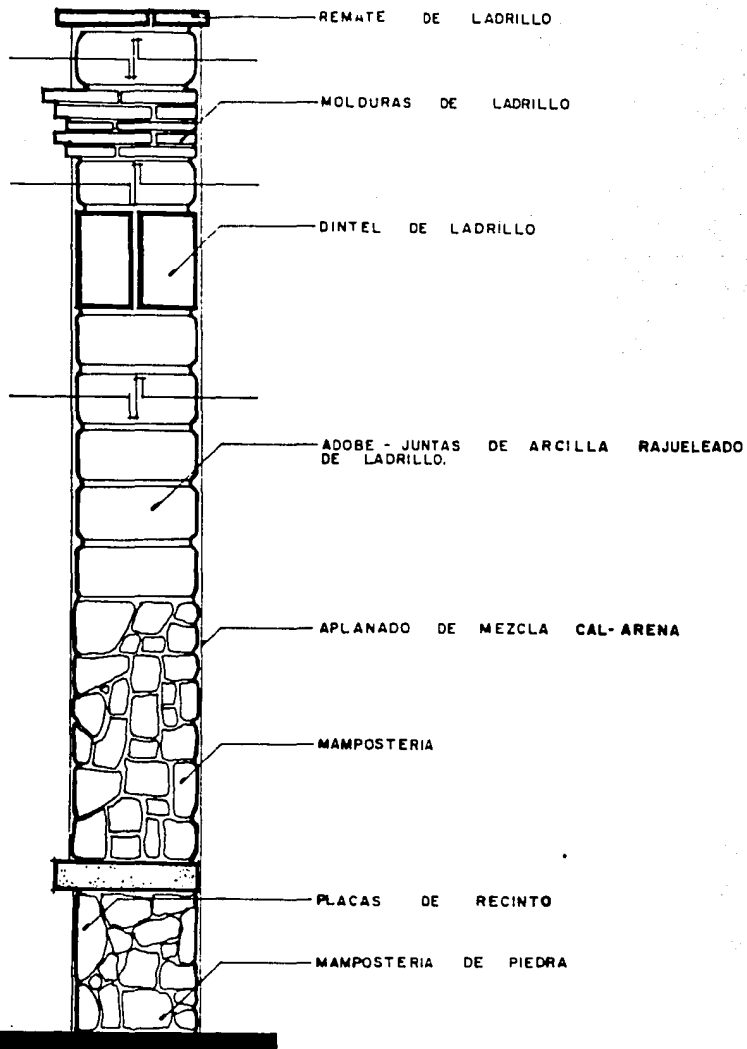 REMATE DE LADRILLO
MOLDURAS DE LADRILLO
DINTEL DE LADRILLO
ADOBE - JUNTAS DE ARCILLA RAJUELEADO
DE LADRILLO.
APLANADO DE MEZCLA CAL-ARENA
MAMPOSTERIA
PLACAS DE RECINTO
MAMPOSTERIA DE PIEDRA